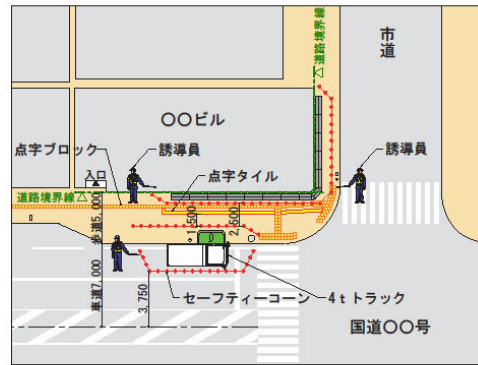 市道
△道路境界線
〇〇ビル
点字ブロック
誘導員
誘導員
入口
点字タイル
道路境界線△
歩道5,000
1,500
2,500
車道7,000
3,750
セーフティーコーン
4tトラック
国道〇〇号